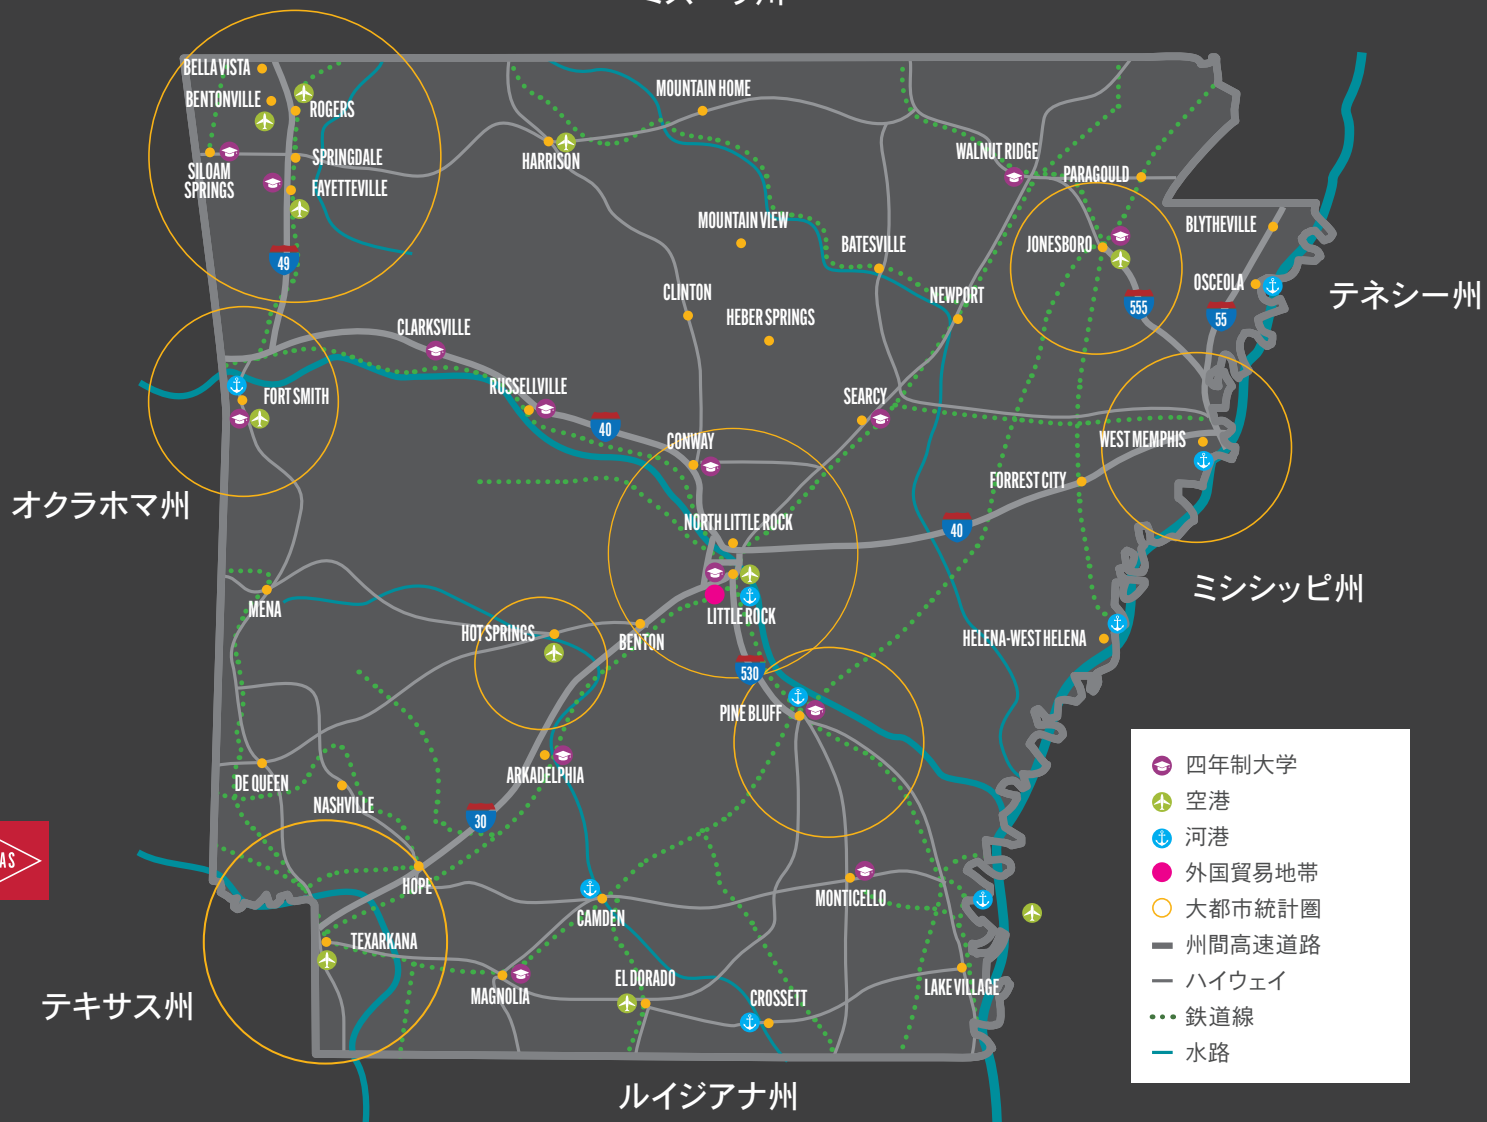 BELLA VISTA
BENTONVILLE
ROGERS
SILOAM
SPRINGS
SPRINGDALE
FAYETTEVILLE
49
HARRISON
MOUNTAIN HOME
WALNUT RIDGE
PARAGOULD
MOUNTAIN VIEW
BATESVILLE
JONESBORO
BLYTHEVILLE
OSCEOLA
テネシー州
555
55
CLINTON
HEBER SPRINGS
NEWPORT
CLARKSVILLE
FORT SMITH
RUSSELLVILLE
40
SEARCY
CONWAY
WEST MEMPHIS
FORREST CITY
オクラホマ州
NORTH LITTLE ROCK
40
ミシシッピ州
MENA
LITTLE ROCK
HOT SPRINGS
BENTON
HELENA-WEST HELENA
530
PINE BLUFF
DE QUEEN
NASHVILLE
ARKADELPHIA
30
AS
HOPE
CAMDEN
MONTICELLO
TEXARKANA
MAGNOLIA
EL DORADO
CROSSETT
LAKE VILLAGE
テキサス州
ルイジアナ州
四年制大学
空港
河港
外国貿易地帯
大都市統計圏
州間高速道路
ハイウェイ
鉄道線
水路